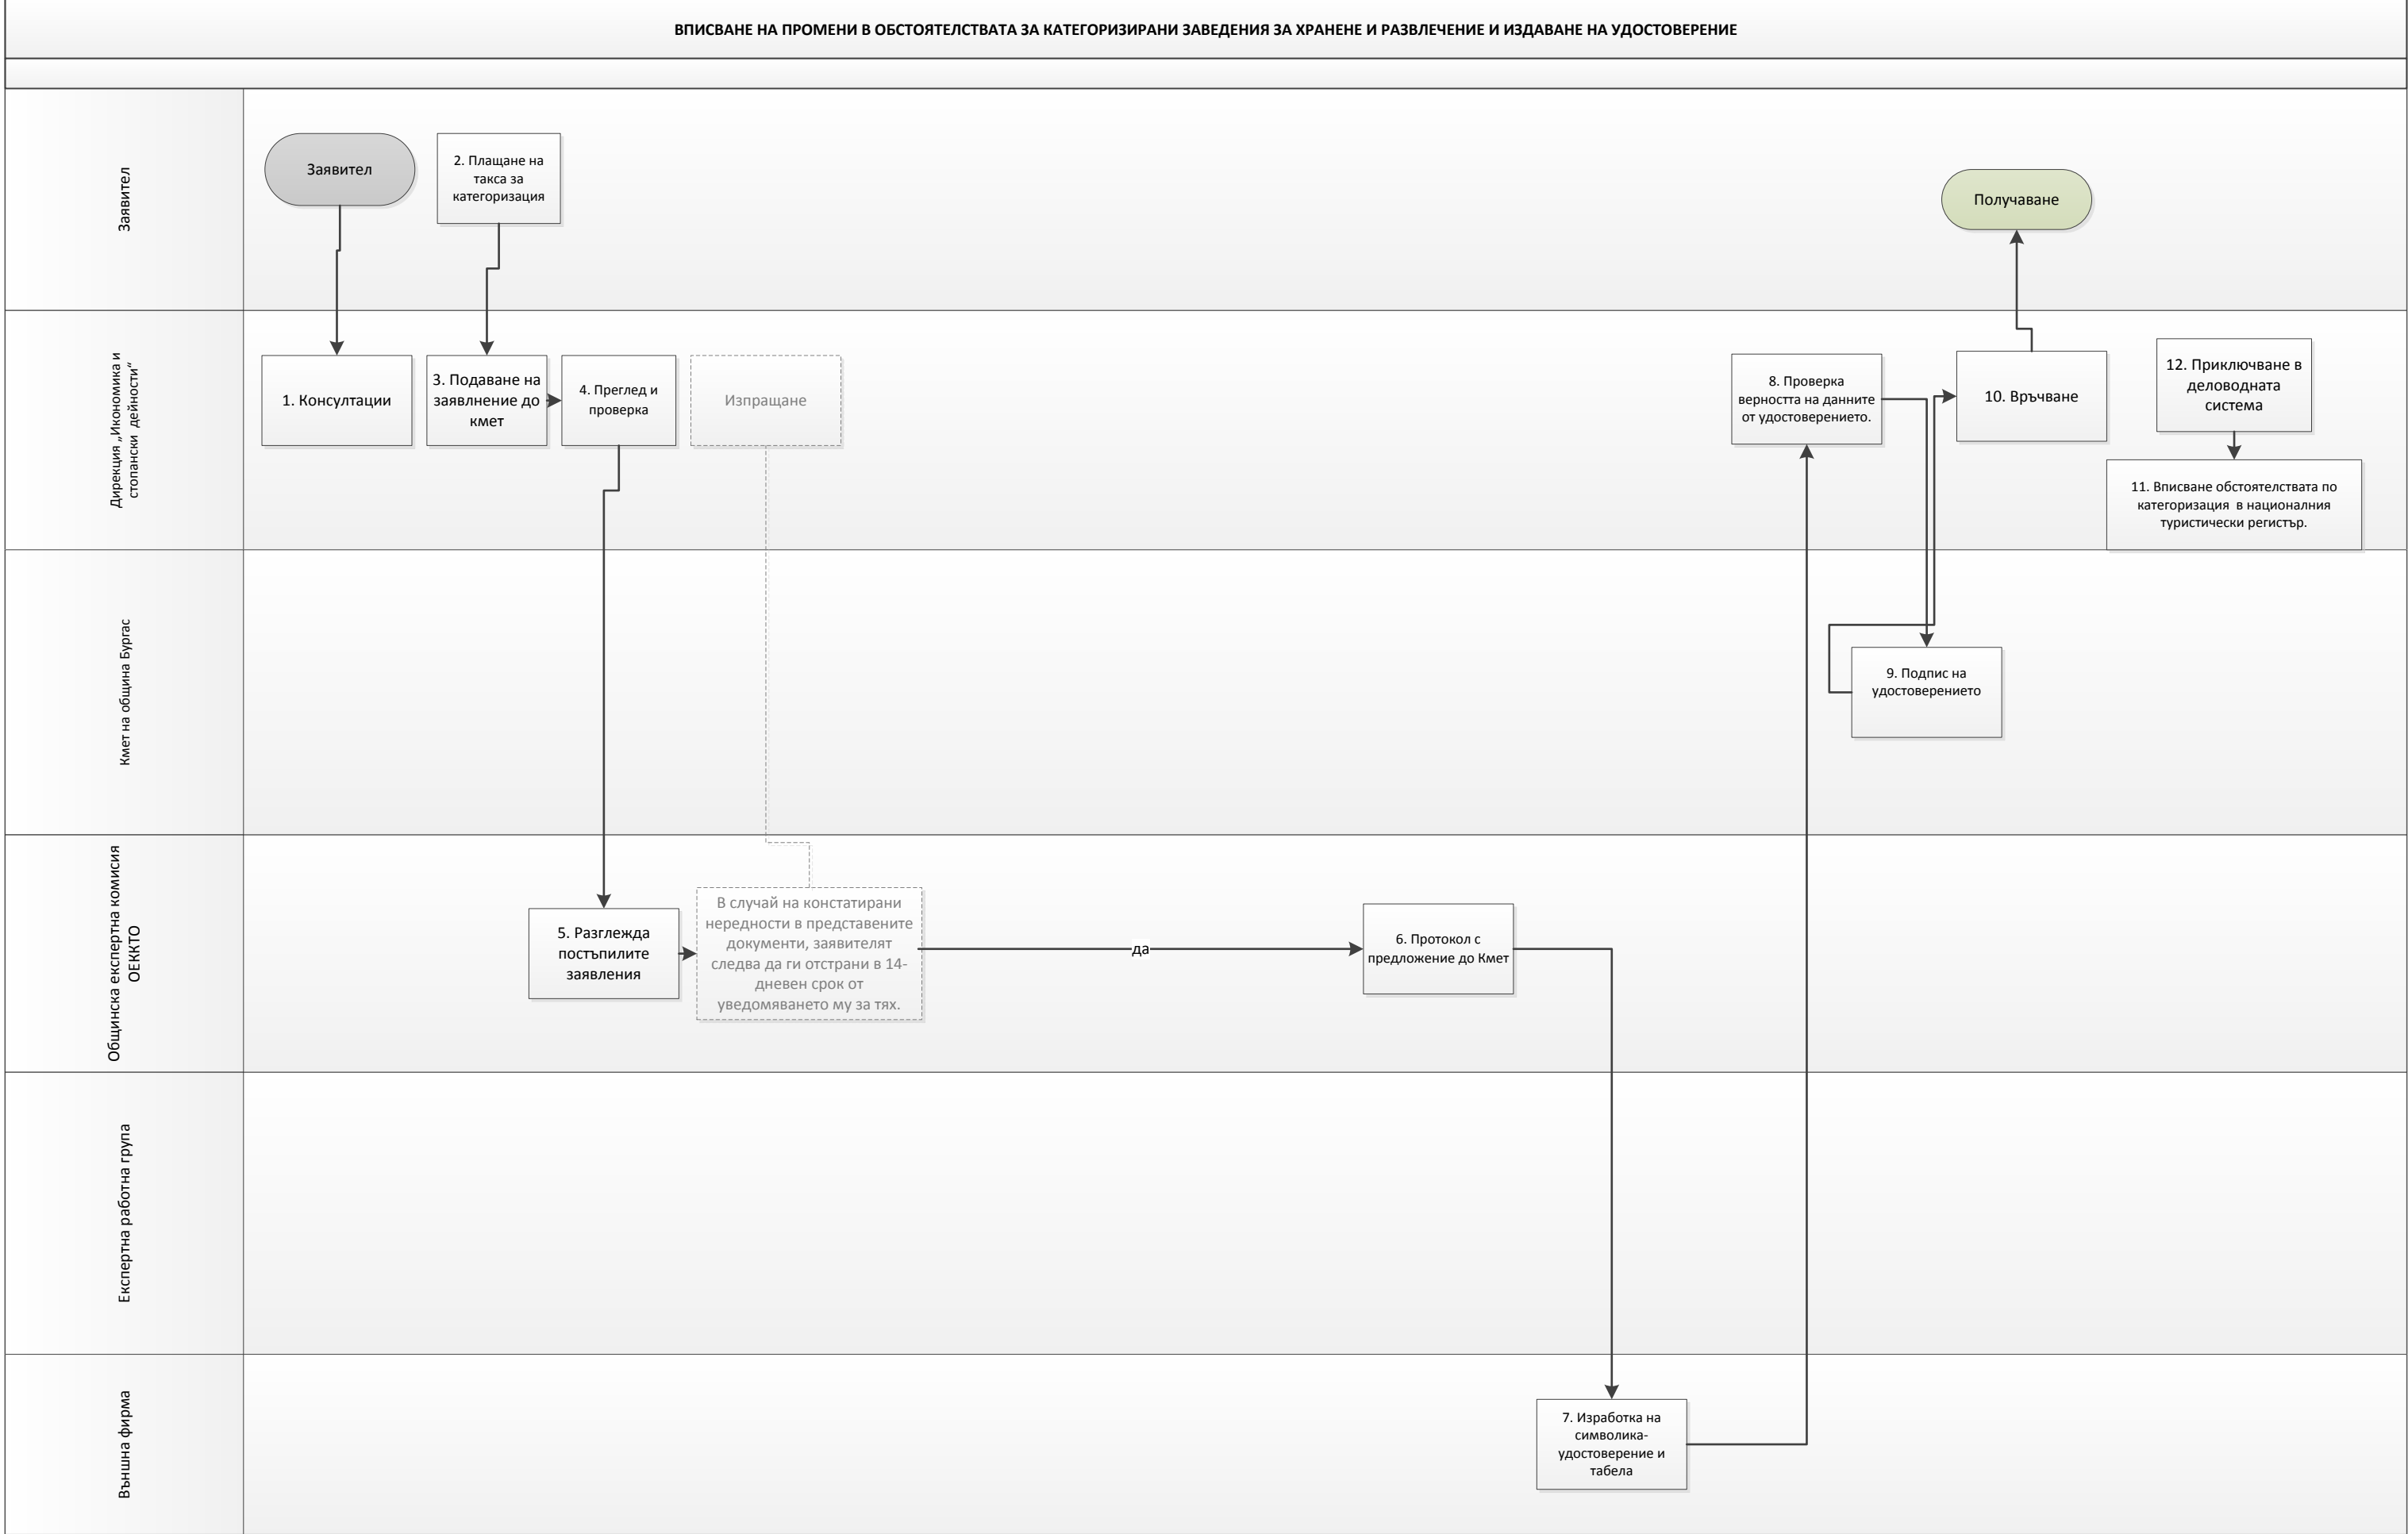 ВПИСВАНЕ НА ПРОМЕНИ В ОБСТОЯТЕЛСТВАТА ЗА КАТЕГОРИЗИРАНИ ЗАВЕДЕНИЯ ЗА ХРАНЕНЕ И РАЗВЛЕЧЕНИЕ И ИЗДАВАНЕ НА УДОСТОВЕРЕНИЕ
Заявител
Заявител
2. Плащане на
такса за
категоризация
Получаване
Дирекция „Икономика и
стопански дейности“
1. Консултации
3. Подаване на
заявлнение до
кмет
4. Преглед и
проверка
Изпращане
8. Проверка
верността на данните
от удостоверението.
10. Връчване
12. Приключване в
деловодната
система
11. Вписване обстоятелствата по
категоризация в националния
туристически регистър.
Кмет на община Бургас
9. Подпис на
удостоверението
Общинска експертна комисия
ОЕККТО
5. Разглежда
постъпилите
заявления
В случай на констатирани
нередности в представените
документи, заявителят
следва да ги отстрани в 14-
дневен срок от
уведомяването му за тях.
да
6. Протокол с
предложение до Кмет
Експертна работна група
Външна фирма
7. Изработка на
символика-
удостоверение и
табела